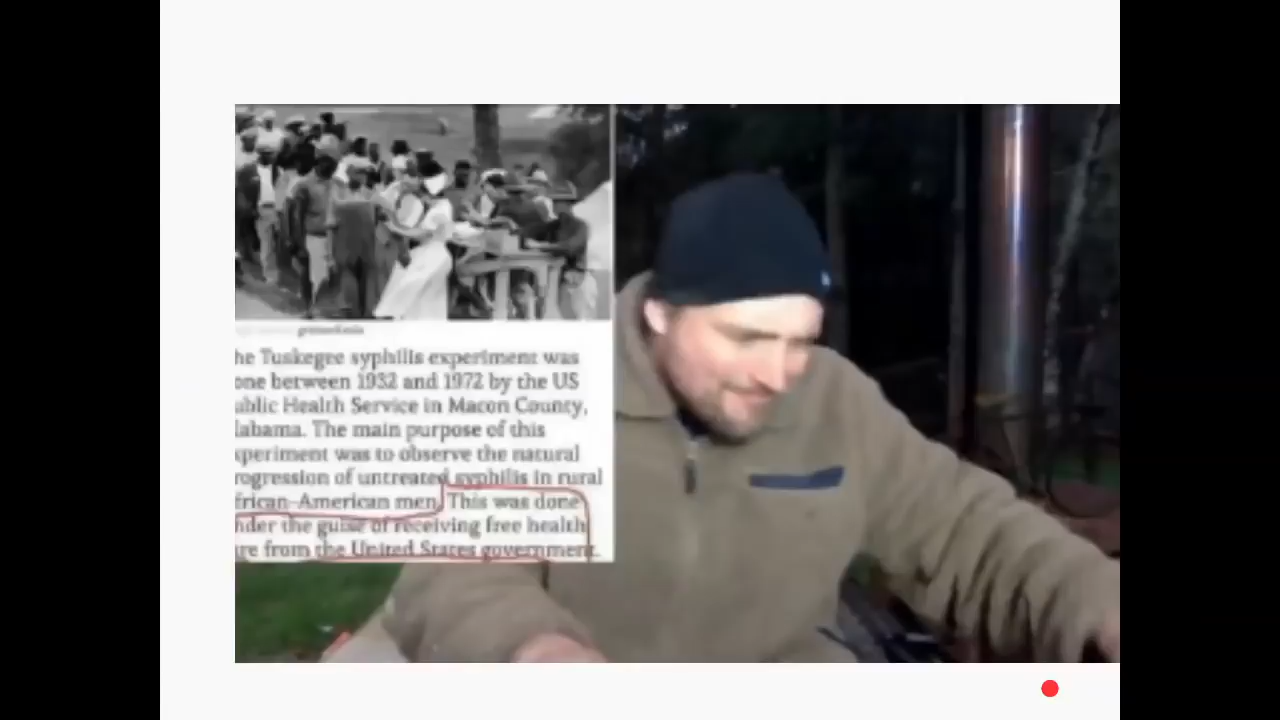 he Tuskegee syphilis experiment was
one between 1932 and 1972 by the US
ublic Health Service in Macon County,
labama. The main purpose of this
xperiment was to observe the natural
rogression of untreated syphilis in rural
frican-American men. This was done
nder the guise of receiving free health
re from the United States government.